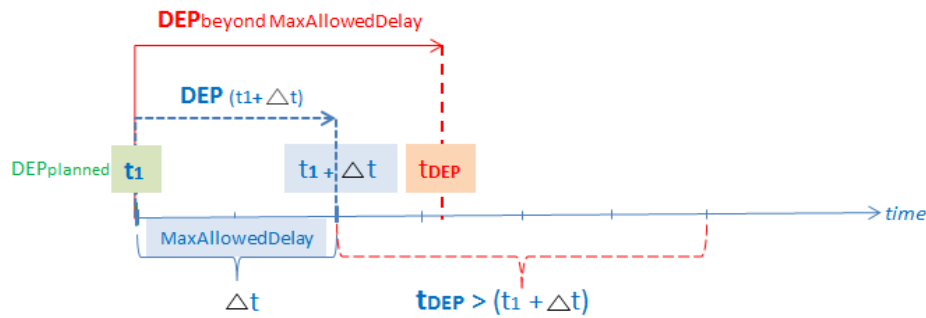 DEPbeyond MaxAllowedDelay
DEP (t1+ △t)
DEPplanned t1 t1 + △t tDEP
time
MaxAllowedDelay
△t tDEP > (t1 + △t)